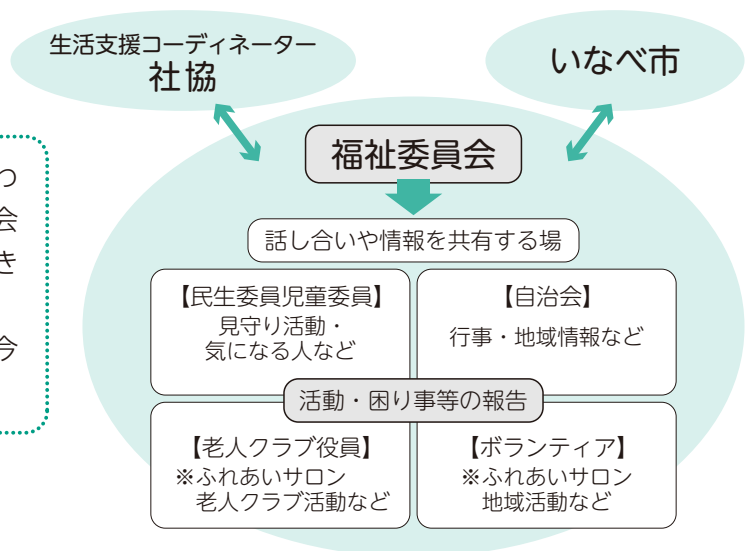 生活支援コーディネーター
社協
いなべ市
福祉委員会
話し合いや情報を共有する場
【民生委員児童委員】
見守り活動・
気になる人など
【自治会】
行事・地域情報など
活動・困り事等の報告
【老人クラブ役員】
※ふれあいサロン
老人クラブ活動など
【ボランティア】
※ふれあいサロン
地域活動など
わ
会
き
今